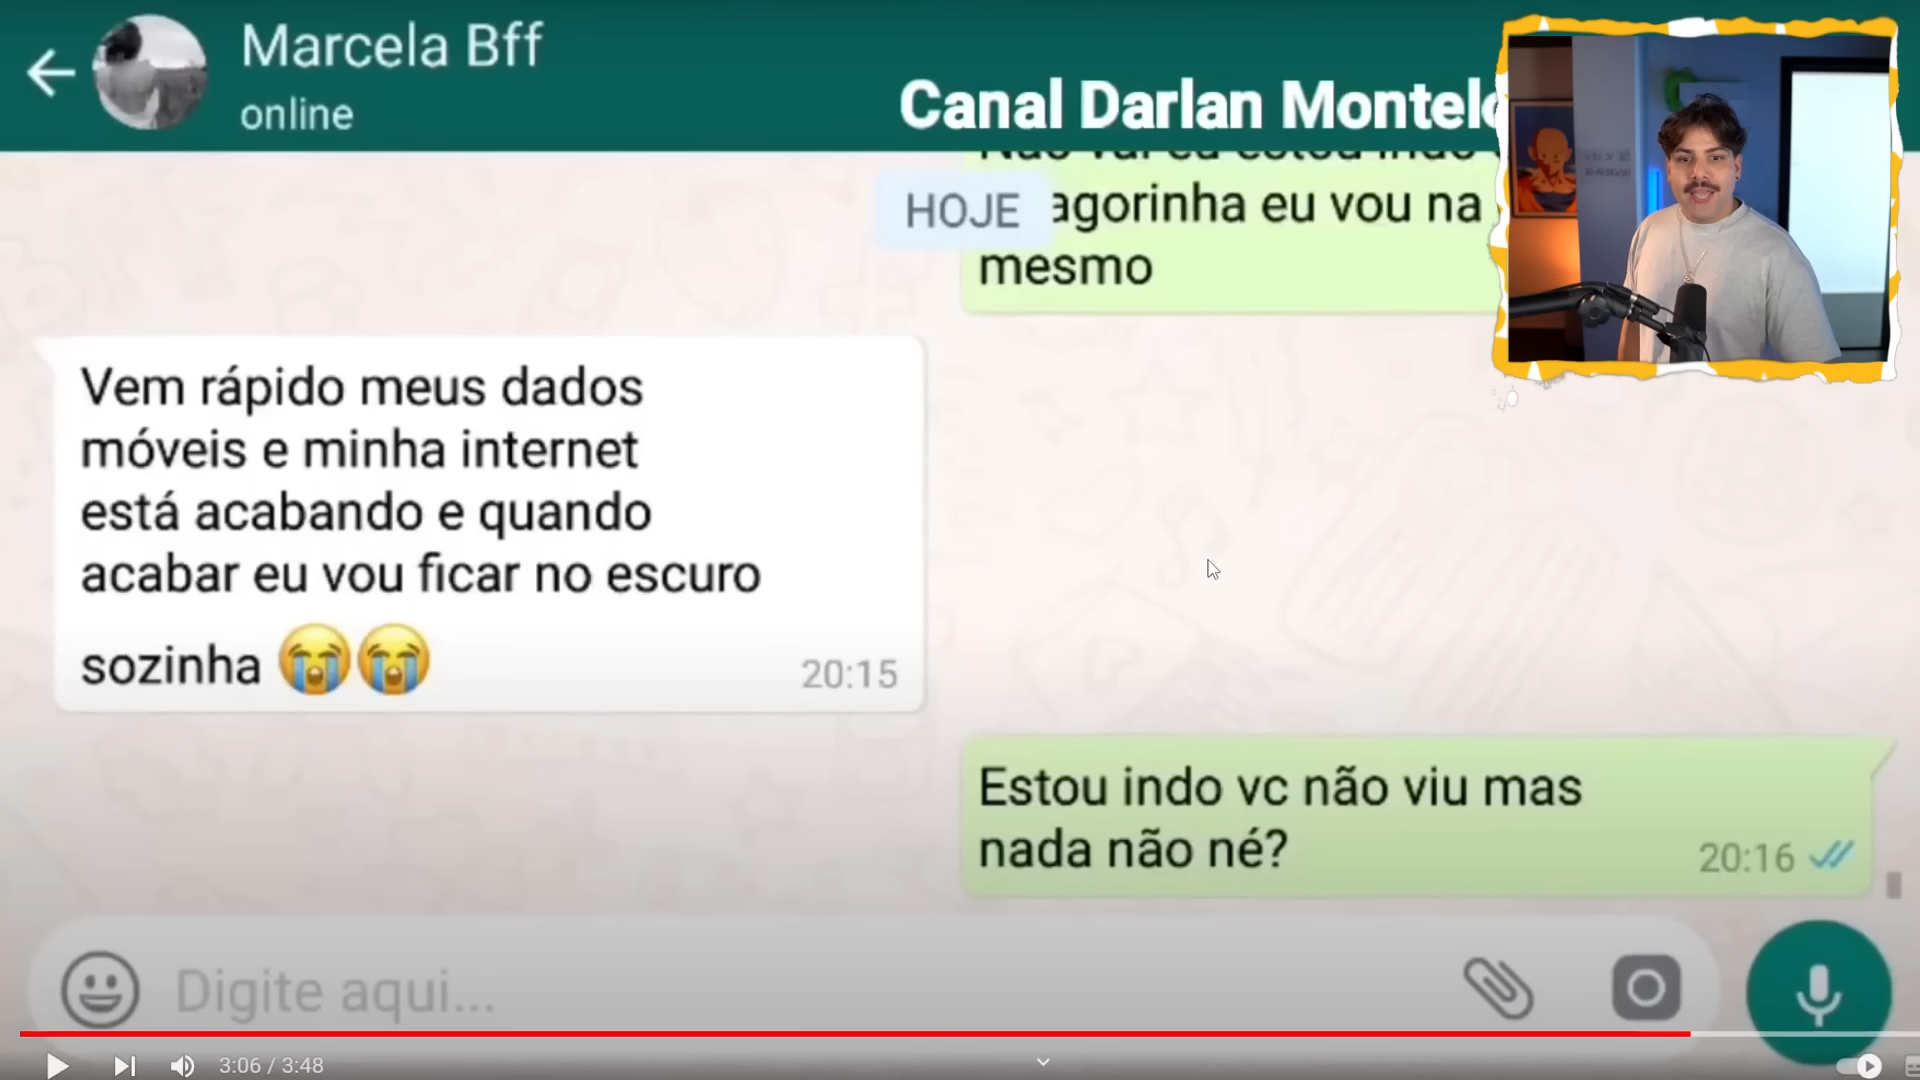 Marcela Bff
online
Canal Darlan Montel
Não vai eu estou indo
HOJE
agorinha eu vou na
mesmo
Vem rápido meus dados
móveis e minha internet
está acabando e quando
acabar eu vou ficar no escuro
sozinha 😭😭
20:15
Estou indo vc não viu mas
nada não né?
20:16
Digite aqui...
3:06 / 3:48